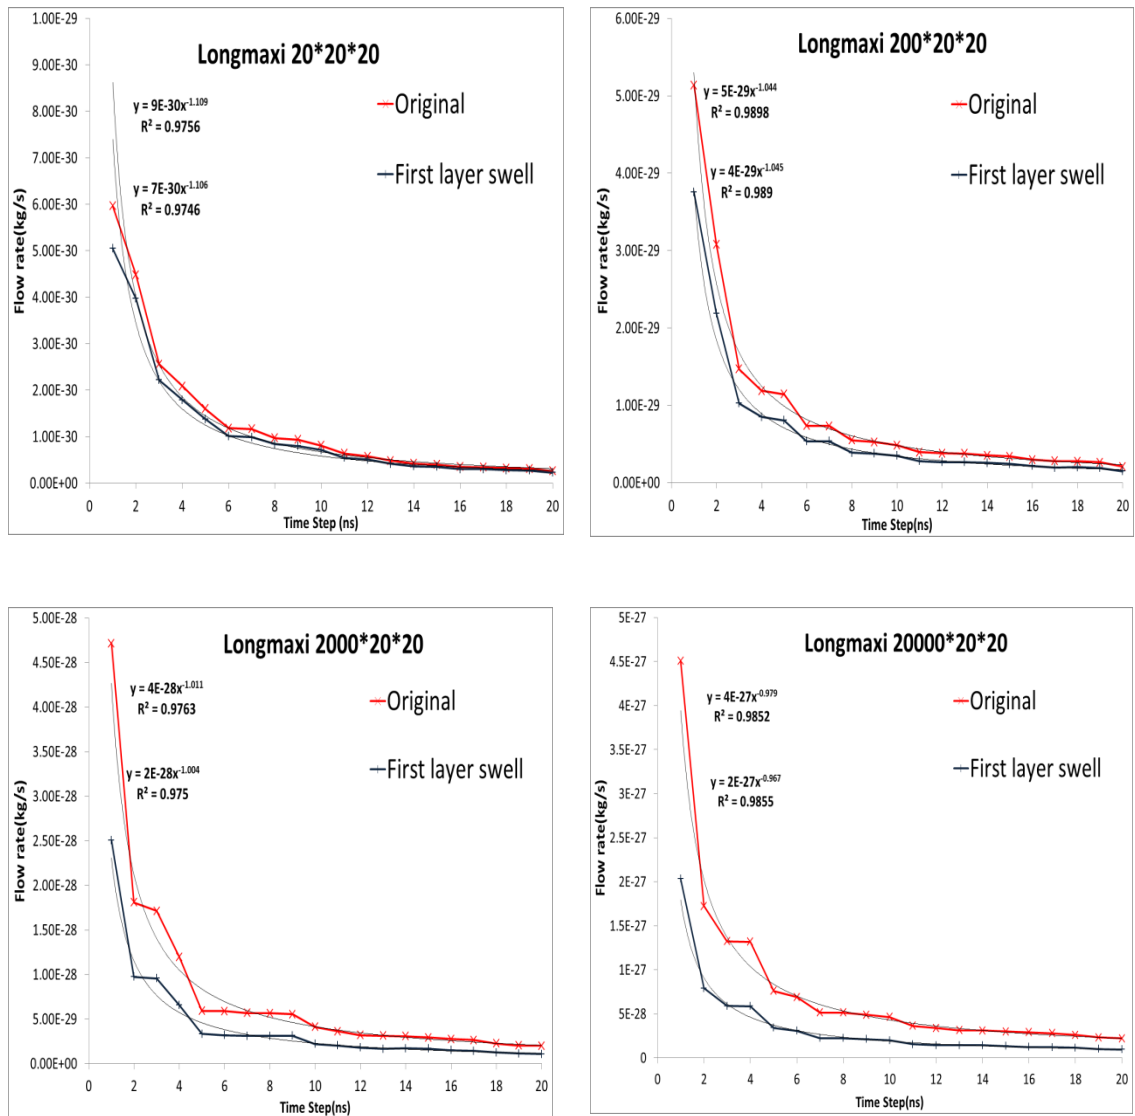 Longmaxi 20*20*20
1.00E-29
9.00E-30
8.00E-30
7.00E-30
6.00E-30
5.00E-30
4.00E-30
3.00E-30
2.00E-30
1.00E-30
0.00E+00
Flow rate(kg/s)
y = 9E-30x^-1.109
R² = 0.9756
y = 7E-30x^-1.106
R² = 0.9746
Original
First layer swell
0 2 4 6 8 10 12 14 16 18 20
Time Step (ns)
Longmaxi 200*20*20
6.00E-29
5.00E-29
4.00E-29
3.00E-29
2.00E-29
1.00E-29
0.00E+00
Flow rate(kg/s)
y = 5E-29x^-1.044
R² = 0.9898
y = 4E-29x^-1.045
R² = 0.989
Original
First layer swell
0 2 4 6 8 10 12 14 16 18 20
Time Step(ns)
Longmaxi 2000*20*20
5.00E-28
4.50E-28
4.00E-28
3.50E-28
3.00E-28
2.50E-28
2.00E-28
1.50E-28
1.00E-28
5.00E-29
0.00E+00
Flow rate(kg/s)
y = 4E-28x^-1.011
R² = 0.9763
y = 2E-28x^-1.004
R² = 0.975
Original
First layer swell
0 2 4 6 8 10 12 14 16 18 20
Time Step(ns)
Longmaxi 20000*20*20
5E-27
4.5E-27
4E-27
3.5E-27
3E-27
2.5E-27
2E-27
1.5E-27
1E-27
5E-28
0
Flow rate(kg/s)
y = 4E-27x^-0.979
R² = 0.9852
y = 2E-27x^-0.967
R² = 0.9855
Original
First layer swell
0 2 4 6 8 10 12 14 16 18 20
Time Step(ns)